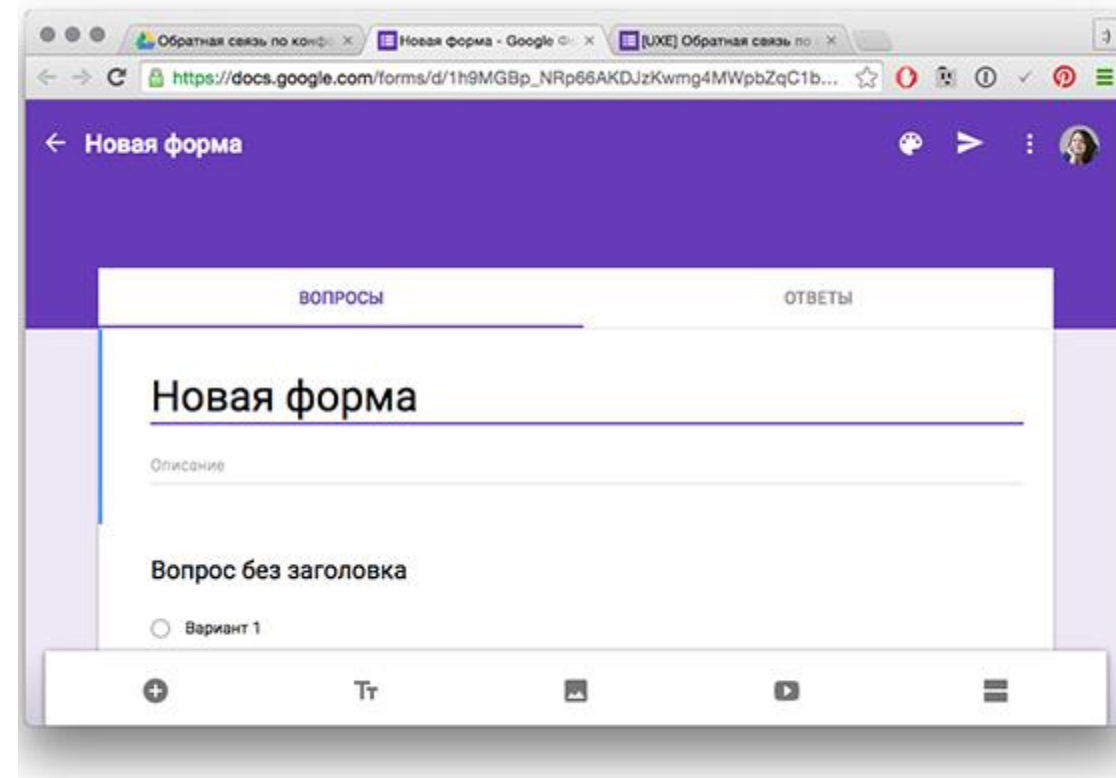 Обратная связь по конф
Новая форма - Google Ф
[UXE] Обратная связь по
https://docs.google.com/forms/d/1h9MGBp_NRp66AKDJzKwmg4MWpbZqC1b...
Новая форма
ВОПРОСЫ
ОТВЕТЫ
Новая форма
Описание
Вопрос без заголовка
Вариант 1
Тт